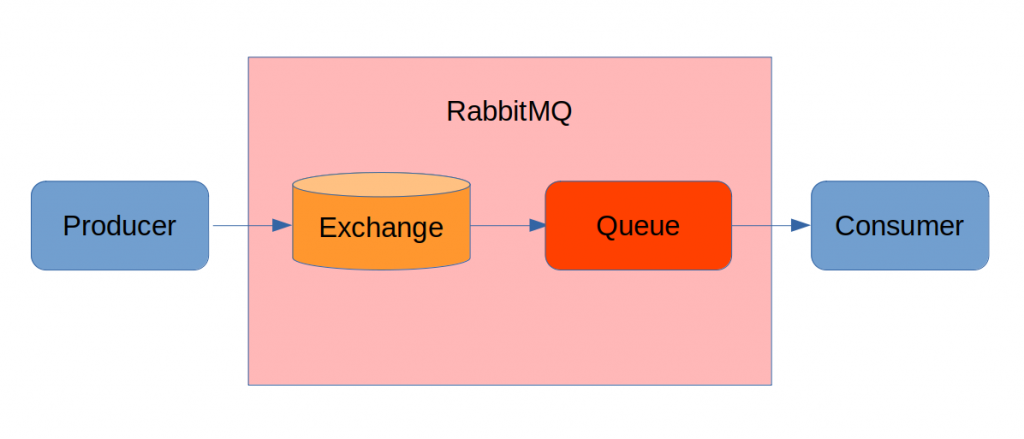 RabbitMQ
Producer
Exchange
Queue
Consumer